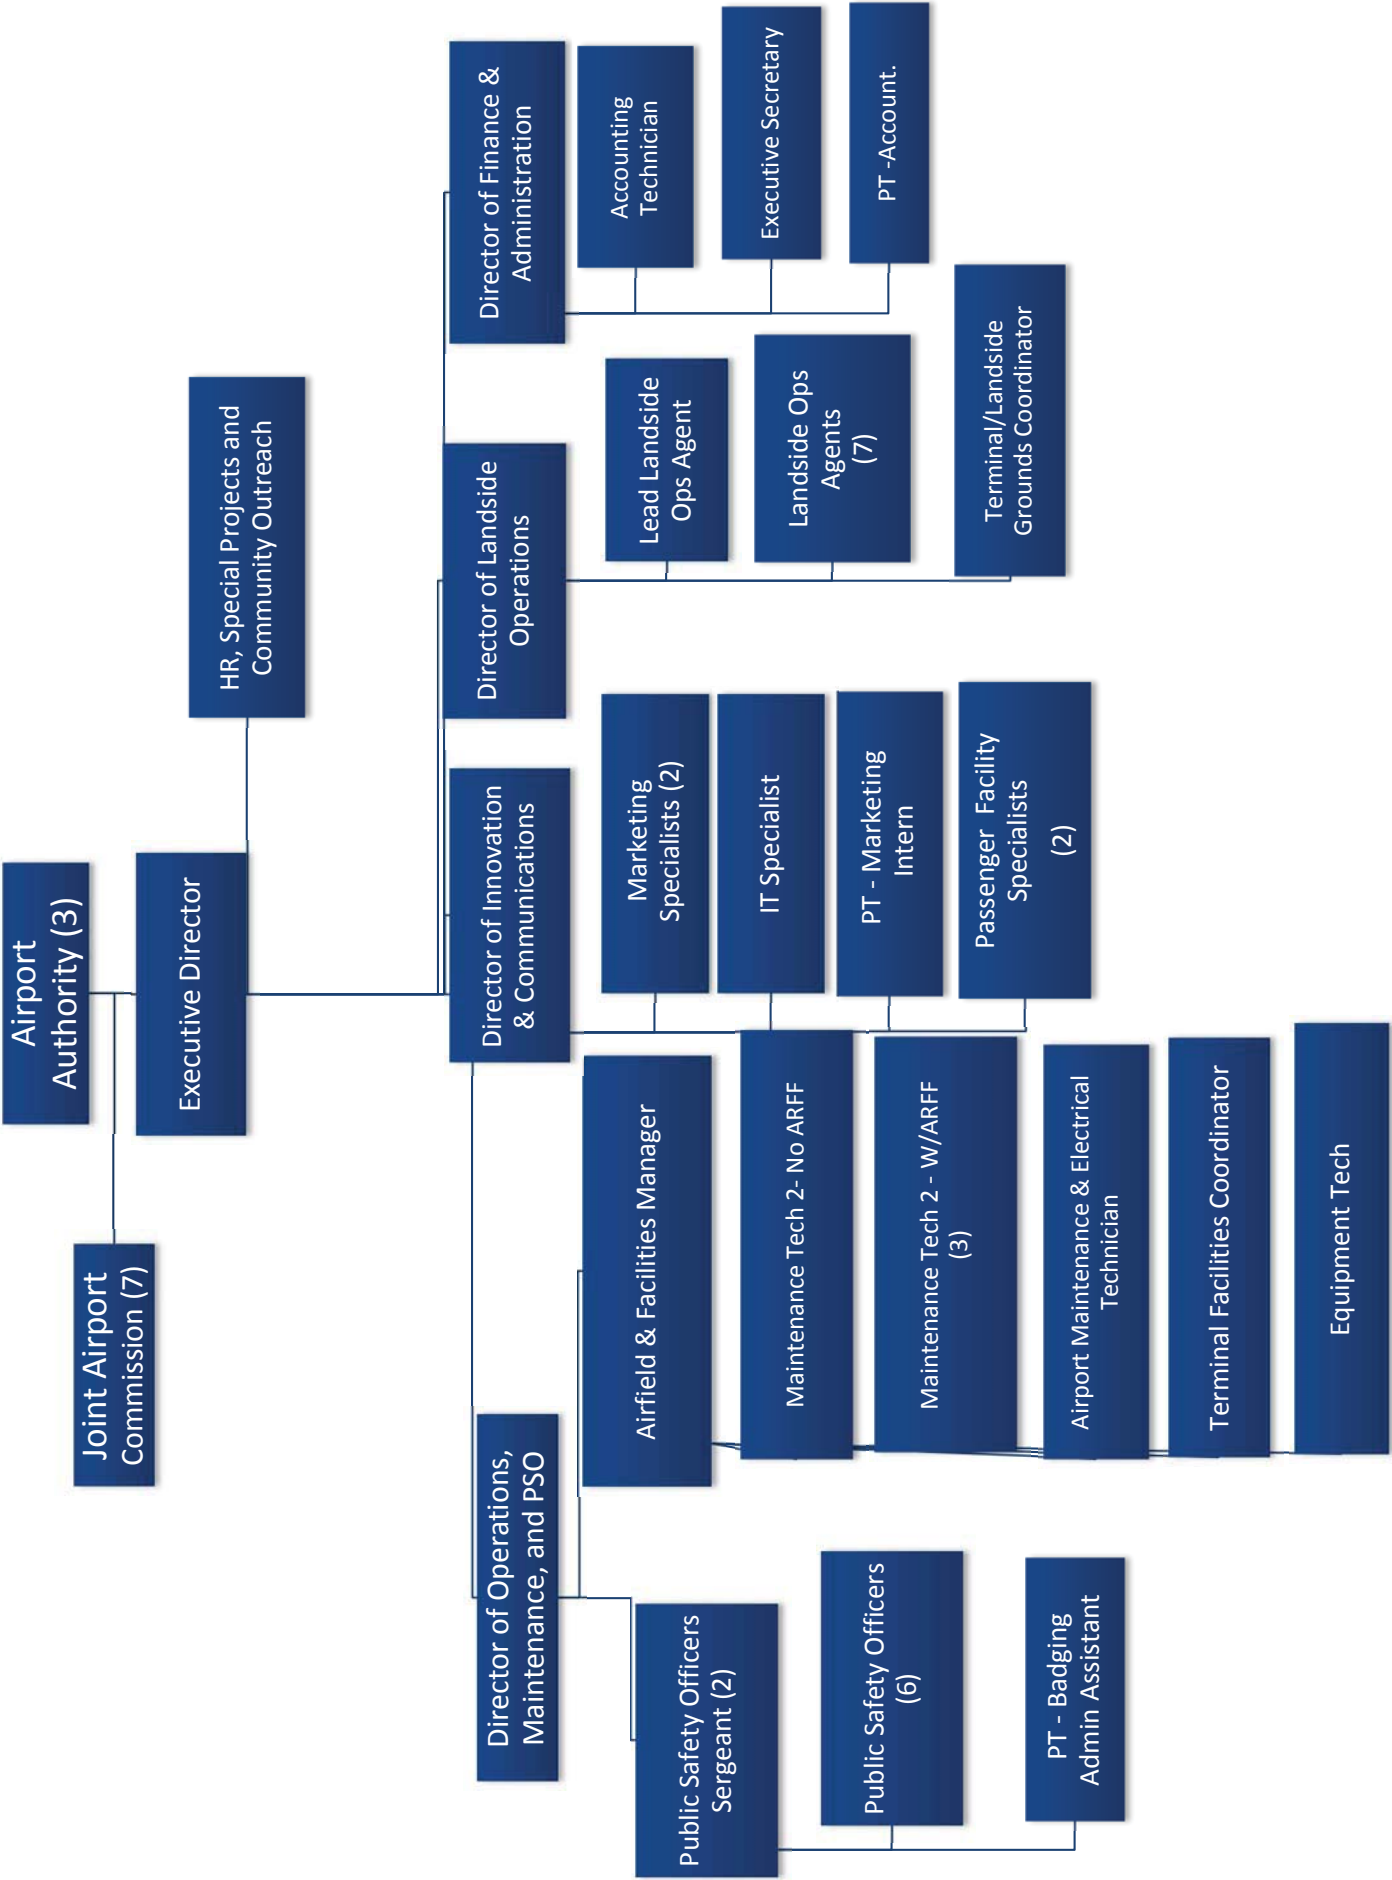 Airport
Authority (3)
Joint Airport
Commission (7)
Executive Director
HR, Special Projects and
Community Outreach
Director of Operations,
Maintenance, and PSO
Public Safety Officers
Sergeant (2)
Public Safety Officers
(6)
PT - Badging
Admin Assistant
Airfield & Facilities Manager
Maintenance Tech 2- No ARFF
Maintenance Tech 2 - W/ARFF
(3)
Airport Maintenance & Electrical
Technician
Terminal Facilities Coordinator
Equipment Tech
Director of Innovation
& Communications
Marketing
Specialists (2)
IT Specialist
PT - Marketing
Intern
Passenger Facility
Specialists
(2)
Director of Landside
Operations
Lead Landside
Ops Agent
Landside Ops
Agents
(7)
Terminal/Landside
Grounds Coordinator
Director of Finance &
Administration
Accounting
Technician
Executive Secretary
PT -Account.